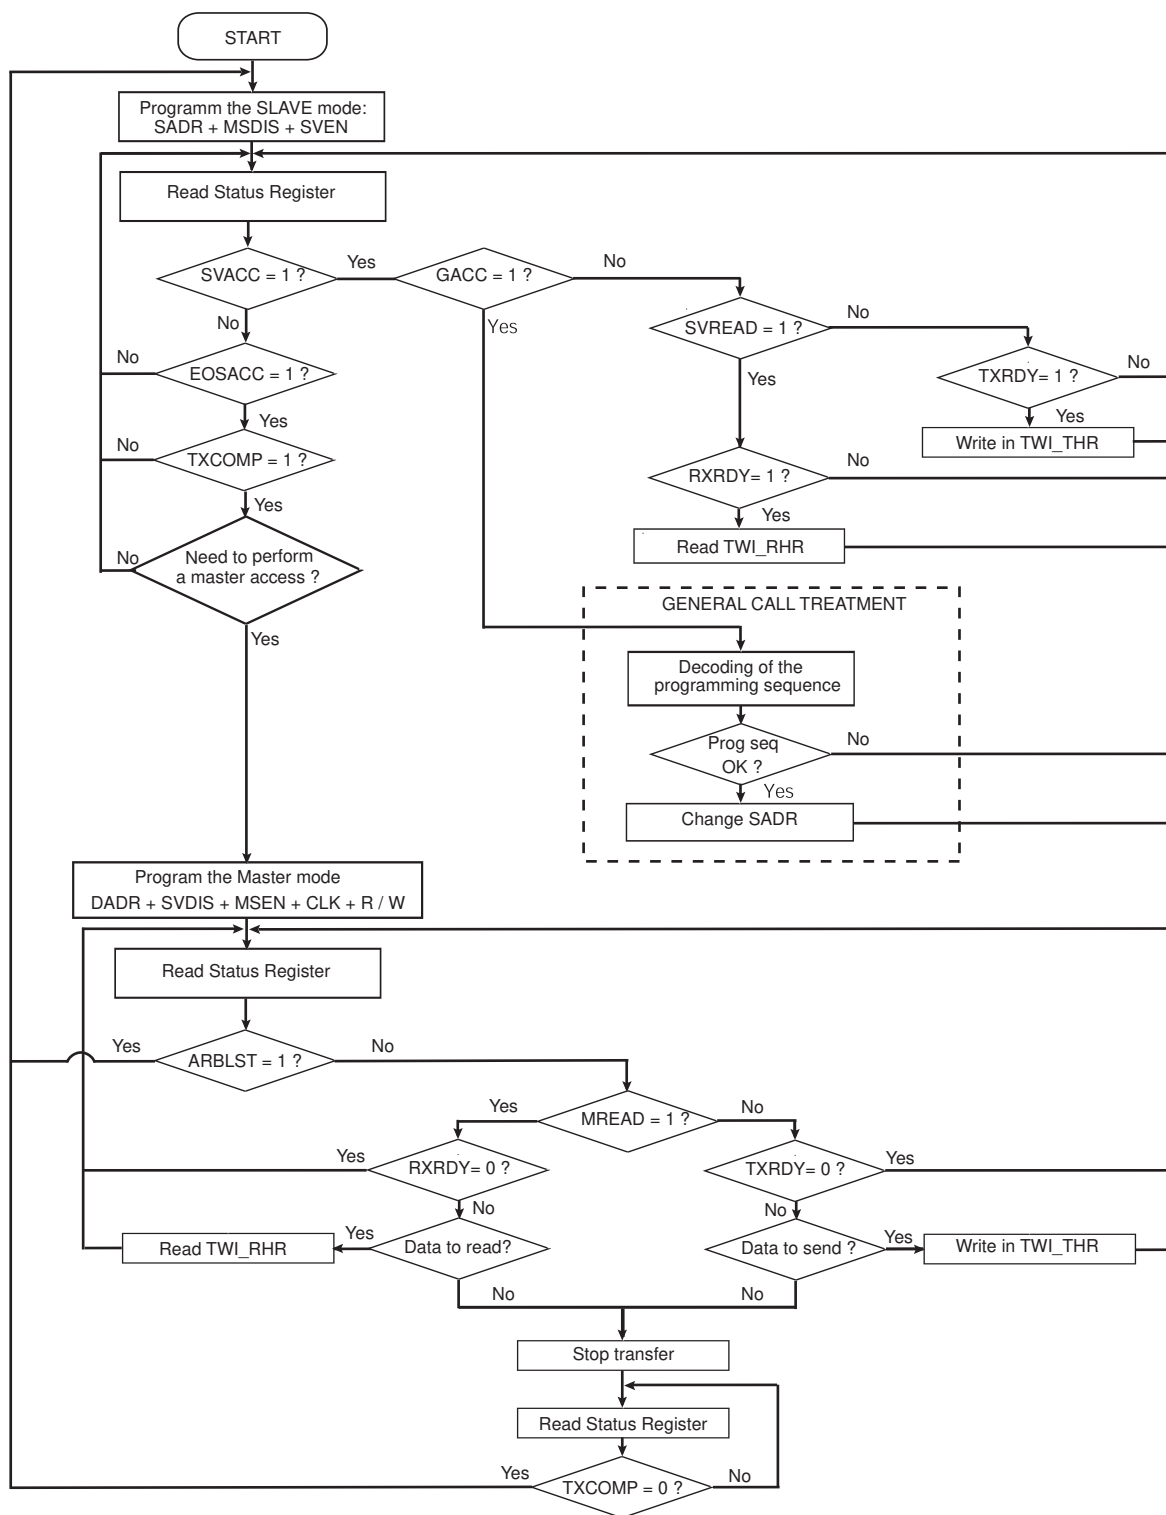 START
Programm the SLAVE mode:
SADR + MSDIS + SVEN
Read Status Register
SVACC = 1 ?
Yes
GACC = 1 ?
No
No
Yes
SVREAD = 1 ?
No
No
EOSACC = 1 ?
Yes
TXRDY= 1 ?
No
Yes
Yes
Write in TWI_THR
No
TXCOMP = 1 ?
RXRDY= 1 ?
No
Yes
Yes
Read TWI_RHR
No
Need to perform
a master access ?
Yes
GENERAL CALL TREATMENT
Decoding of the
programming sequence
Prog seq
OK ?
No
Yes
Change SADR
Program the Master mode
DADR + SVDIS + MSEN + CLK + R / W
Read Status Register
Yes
ARBLST = 1 ?
No
Yes
MREAD = 1 ?
No
Yes
RXRDY= 0 ?
TXRDY= 0 ?
Yes
No
No
Read TWI_RHR
Yes
Data to read?
Data to send ?
Yes
Write in TWI_THR
No
No
Stop transfer
Read Status Register
Yes
TXCOMP = 0 ?
No